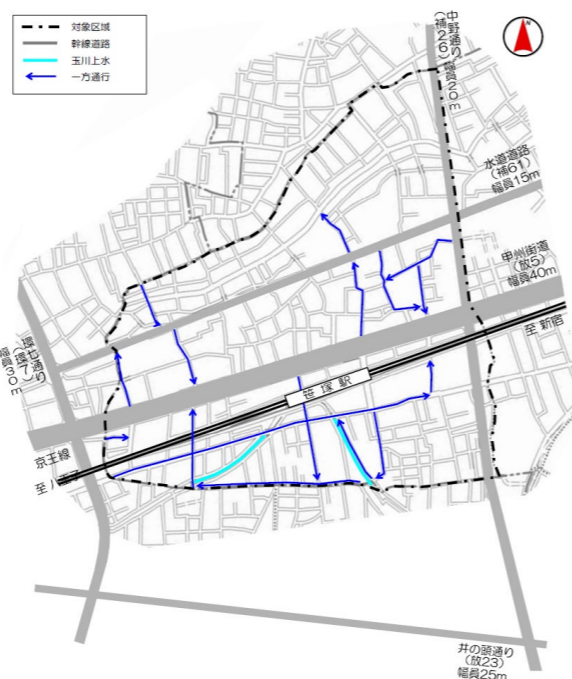 対象区域
幹線道路
玉川上水
一方通行
中野通り
(補26)幅員20m
水道道路
(補61)
幅員15m
甲州街道
(放5)
幅員40m
至 新宿
笹塚駅
環七通り
(環7)
幅員30m
京王線
井の頭通り
(放23)
幅員25m